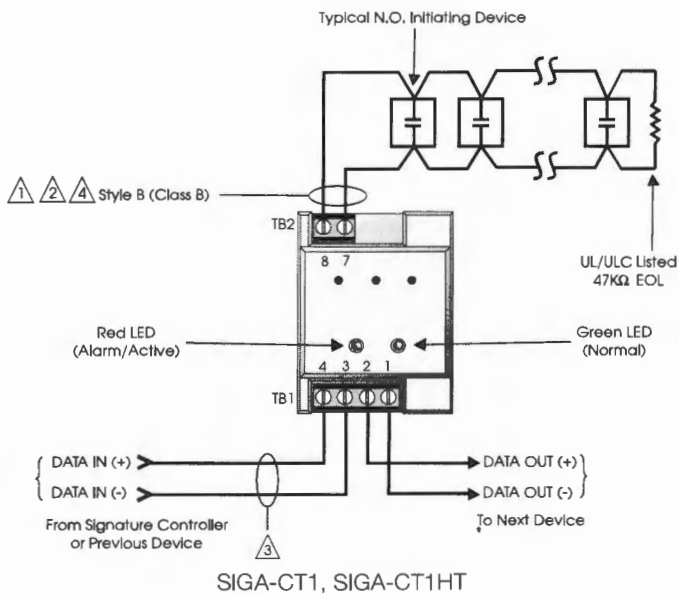 Typical N.O. Initiating Device
1 2 4 Style B (Class B)
TB2
8 7
UL/ULC Listed
47KΩ EOL
Red LED
(Alarm/Active)
Green LED
(Normal)
4 3 2 1
TB1
DATA IN (+)
DATA IN (-)
DATA OUT (+)
DATA OUT (-)
From Signature Controller
or Previous Device
3
To Next Device
SIGA-CT1, SIGA-CT1HT